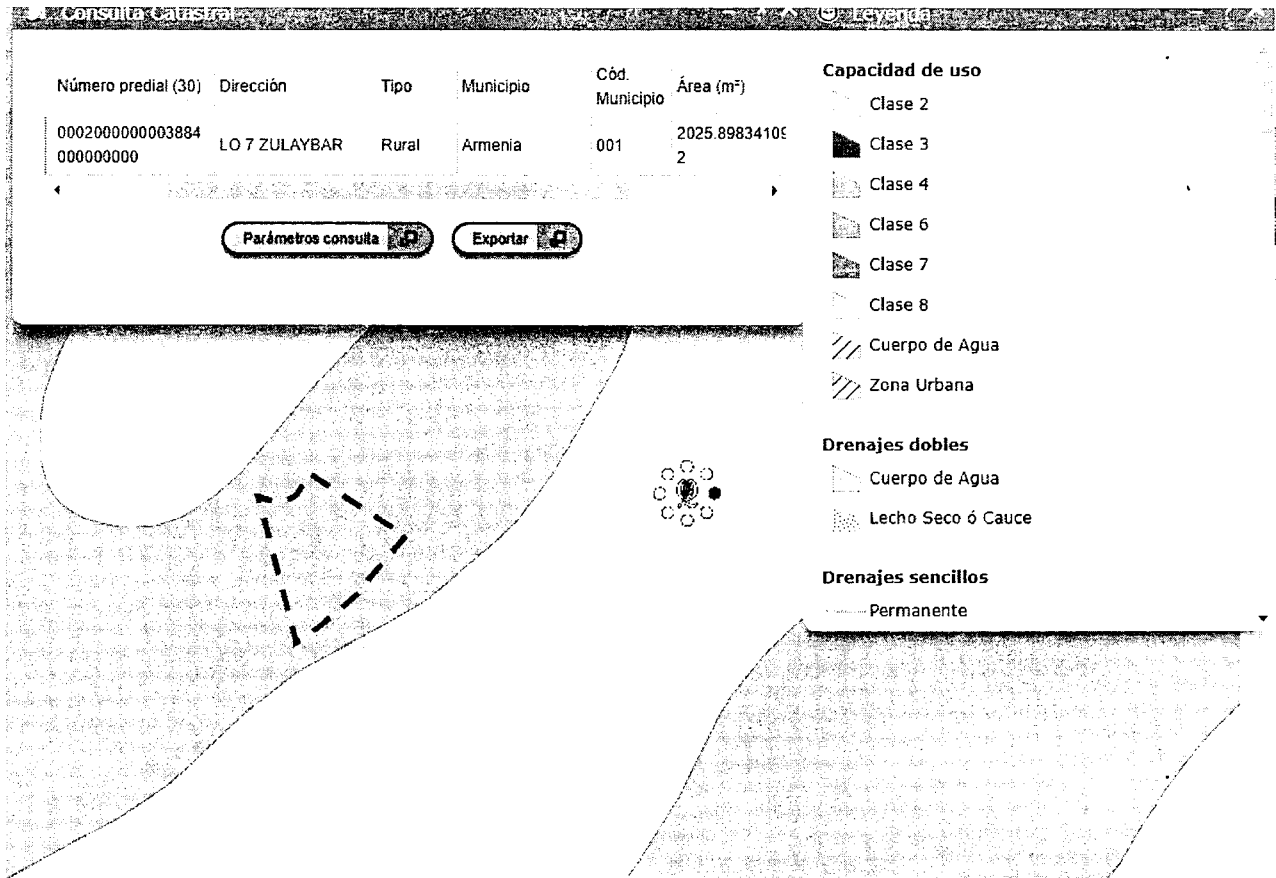 Consulta Catastral
Leyenda
Número predial (30) Dirección Tipo Municipio Cód. Municipio Área (m²)
0002000000003884
000000000
LO 7 ZULAYBAR Rural Armenia 001
2025.89834109
2
Parámetros consulta Exportar
Capacidad de uso
Clase 2
Clase 3
Clase 4
Clase 6
Clase 7
Clase 8
Cuerpo de Agua
Zona Urbana
Drenajes dobles
Cuerpo de Agua
Lecho Seco ó Cauce
Drenajes sencillos
Permanente